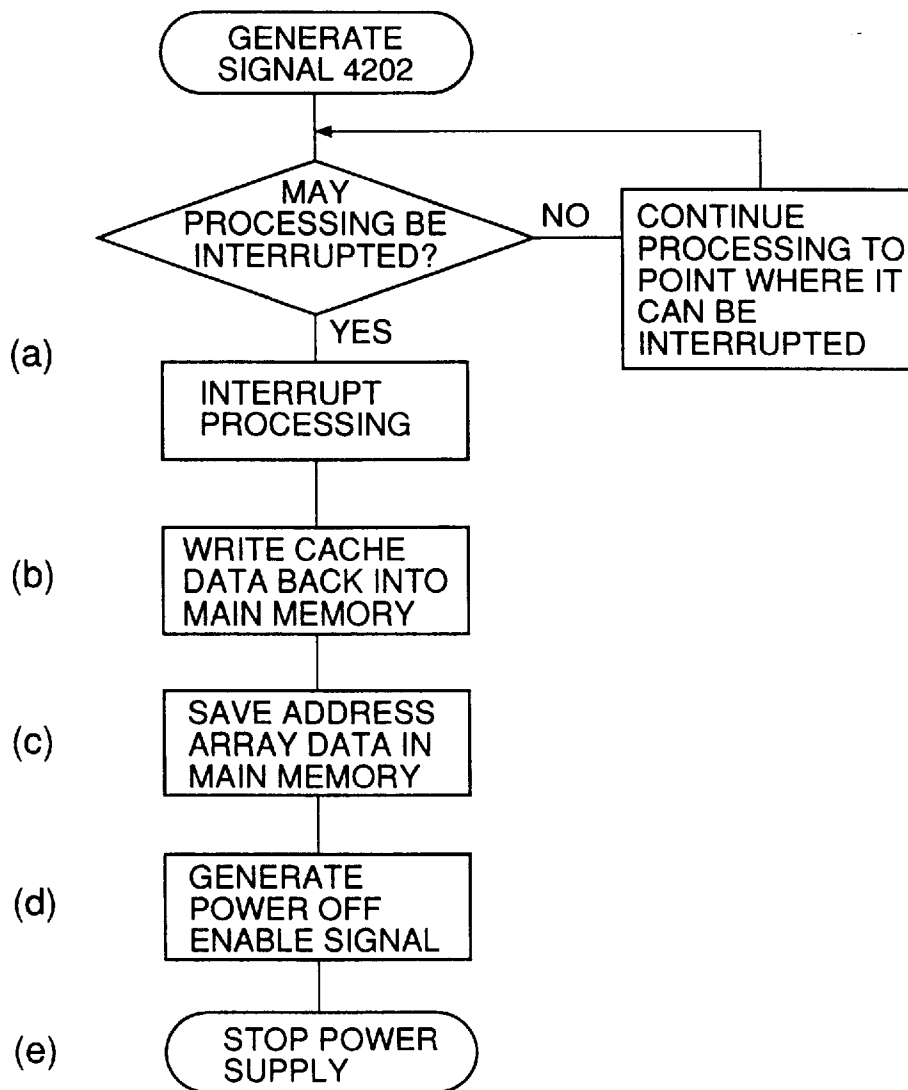 GENERATE
SIGNAL 4202
MAY
PROCESSING BE
INTERRUPTED?
NO
CONTINUE
PROCESSING TO
POINT WHERE IT
CAN BE
INTERRUPTED
YES
(a)
INTERRUPT
PROCESSING
(b)
WRITE CACHE
DATA BACK INTO
MAIN MEMORY
(c)
SAVE ADDRESS
ARRAY DATA IN
MAIN MEMORY
(d)
GENERATE
POWER OFF
ENABLE SIGNAL
(e)
STOP POWER
SUPPLY